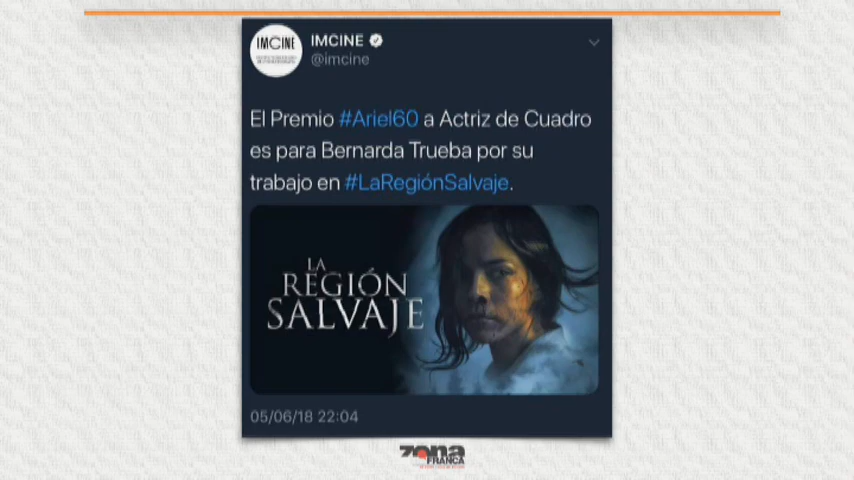 IMCINE
IMCINE
@imcine
El Premio #Ariel60 a Actriz de Cuadro
es para Bernarda Trueba por su
trabajo en #LaRegiónSalvaje.
LA
REGIÓN
SALVAJE
05/06/18 22:04
zona
FRANCA